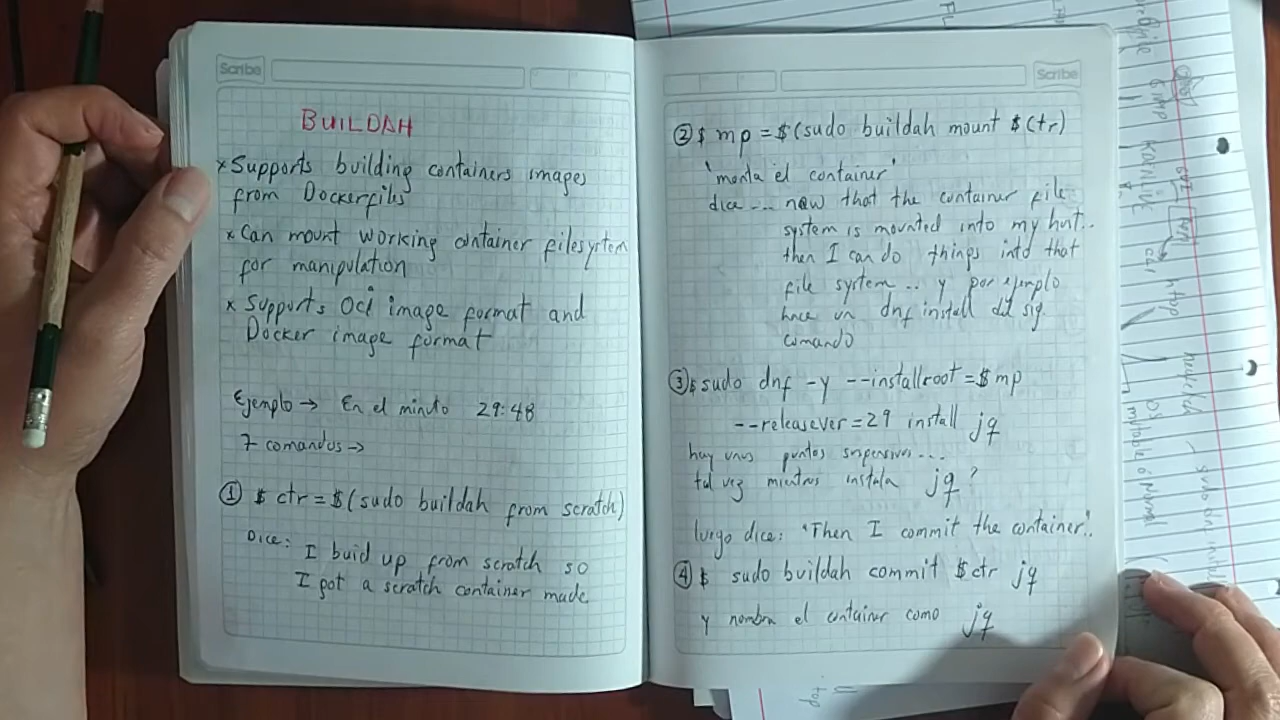 Scribe
BUILDAH
x Supports building containers images
from Dockerfiles
x Can mount working container filesystem
for manipulation
x Supports Oci image format and
Docker image format
Ejemplo → En el minuto 29:48
7 comandos →
① $ ctr = $(sudo buildah from scratch)
Dice: I buid up from scratch so
I got a scratch container made
Scribe
② $ mp = $(sudo buildah mount $(tr)
'monta el container'
dice ... now that the container file
system is mounted into my hunt..
then I can do things into that
file system .. y por ejemplo
hace un dnf install del sig.
comando
③ $ sudo dnf -y --installroot=$mp
--releasever=29 install jq
hay unos puntos suspensivos...
tal vez mientras instala jq?
luego dice: "Then I commit the container".
④ $ sudo buildah commit $ctr jq
y nombra el container como jq